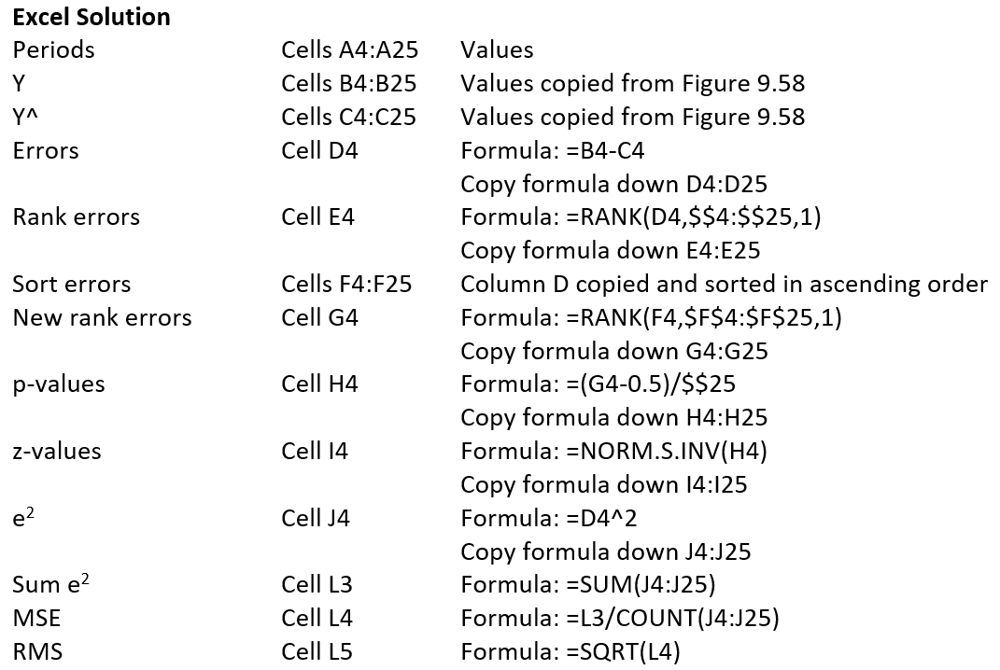 Excel Solution
Periods Cells A4:A25 Values
Y Cells B4:B25 Values copied from Figure 9.58
Y^ Cells C4:C25 Values copied from Figure 9.58
Errors Cell D4 Formula: =B4-C4
Copy formula down D4:D25
Rank errors Cell E4 Formula: =RANK(D4,$$4:$$25,1)
Copy formula down E4:E25
Sort errors Cells F4:F25 Column D copied and sorted in ascending order
New rank errors Cell G4 Formula: =RANK(F4,$F$4:$F$25,1)
Copy formula down G4:G25
p-values Cell H4 Formula: =(G4-0.5)/$$25
Copy formula down H4:H25
z-values Cell I4 Formula: =NORM.S.INV(H4)
Copy formula down I4:I25
e² Cell J4 Formula: =D4^2
Copy formula down J4:J25
Sum e² Cell L3 Formula: =SUM(J4:J25)
MSE Cell L4 Formula: =L3/COUNT(J4:J25)
RMS Cell L5 Formula: =SQRT(L4)